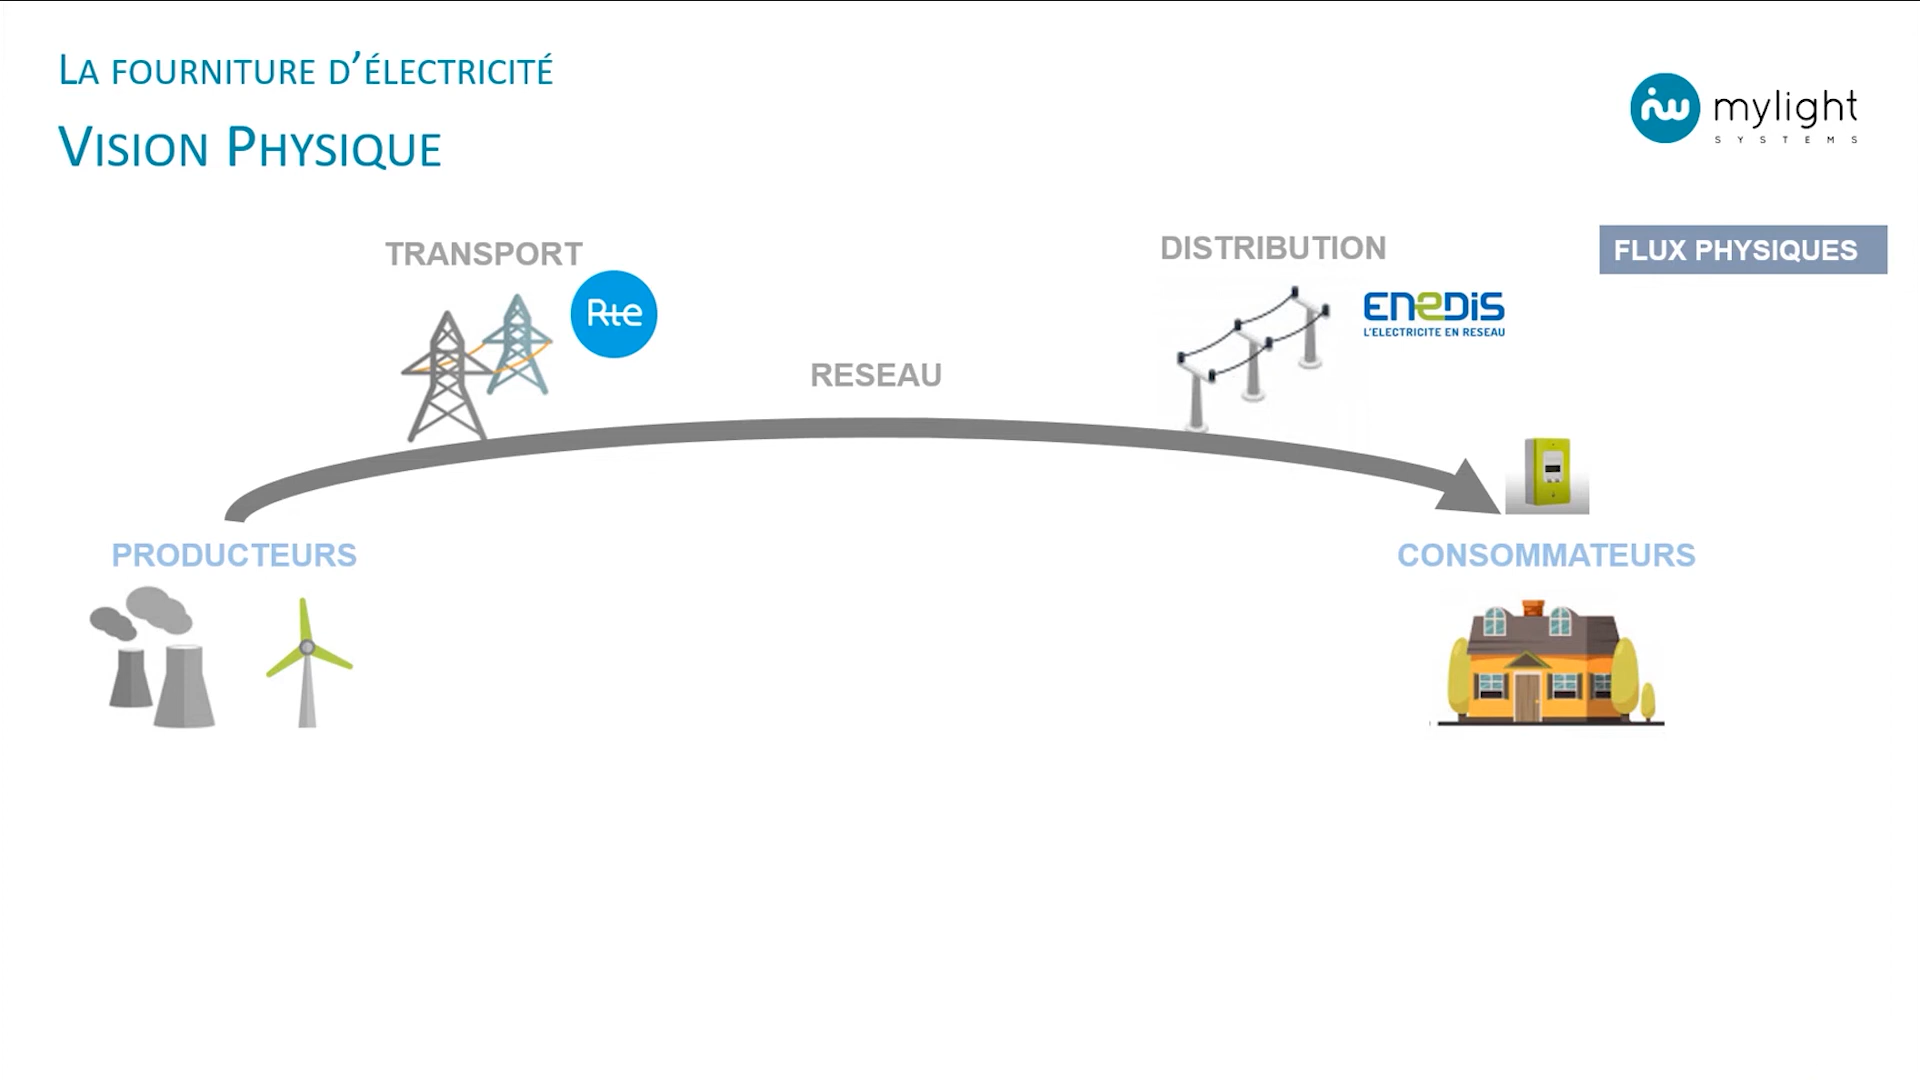 LA FOURNITURE D'ÉLECTRICITÉ
VISION PHYSIQUE
mylight
SYSTEMS
TRANSPORT
Rte
DISTRIBUTION
ENEDIS
L'ELECTRICITE EN RESEAU
FLUX PHYSIQUES
RESEAU
PRODUCTEURS
CONSOMMATEURS